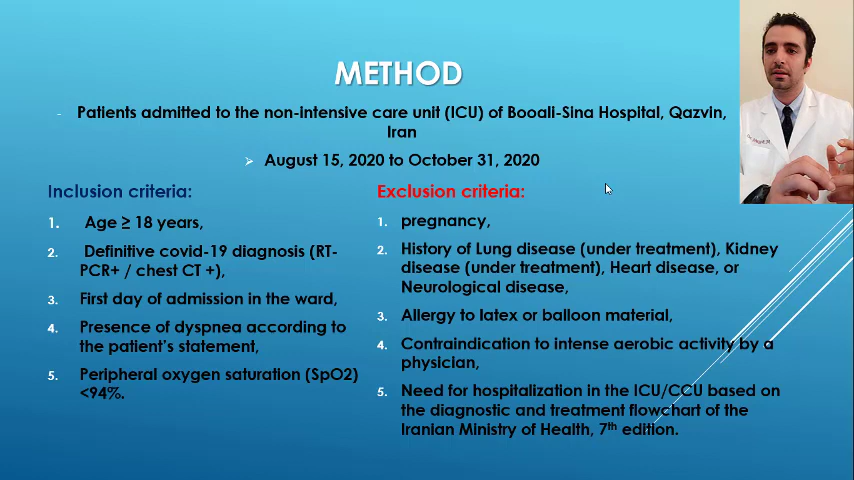 METHOD
- Patients admitted to the non-intensive care unit (ICU) of Booali-Sina Hospital, Qazvin,
Iran
➢ August 15, 2020 to October 31, 2020
Inclusion criteria:
1. Age ≥ 18 years,
2. Definitive covid-19 diagnosis (RT-
PCR+ / chest CT +),
3. First day of admission in the ward,
4. Presence of dyspnea according to
the patient's statement,
5. Peripheral oxygen saturation (SpO2)
<94%.
Exclusion criteria:
1. pregnancy,
2. History of Lung disease (under treatment), Kidney
disease (under treatment), Heart disease, or
Neurological disease,
3. Allergy to latex or balloon material,
4. Contraindication to intense aerobic activity by a
physician,
5. Need for hospitalization in the ICU/CCU based on
the diagnostic and treatment flowchart of the
Iranian Ministry of Health, 7th edition.